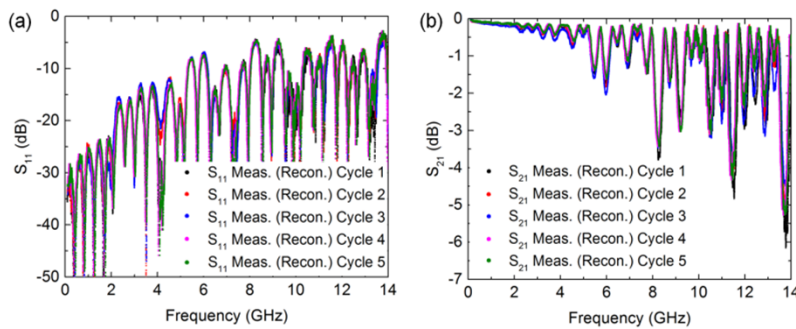 (a)
0
-10
-20
-30
-40
-50
S11 (dB)
S11 Meas. (Recon.) Cycle 1
S11 Meas. (Recon.) Cycle 2
S11 Meas. (Recon.) Cycle 3
S11 Meas. (Recon.) Cycle 4
S11 Meas. (Recon.) Cycle 5
0 2 4 6 8 10 12 14
Frequency (GHz)
(b)
0
-1
-2
-3
-4
-5
-6
-7
S21 (dB)
S21 Meas. (Recon.) Cycle 1
S21 Meas. (Recon.) Cycle 2
S21 Meas. (Recon.) Cycle 3
S21 Meas. (Recon.) Cycle 4
S21 Meas. (Recon.) Cycle 5
0 2 4 6 8 10 12 14
Frequency (GHz)